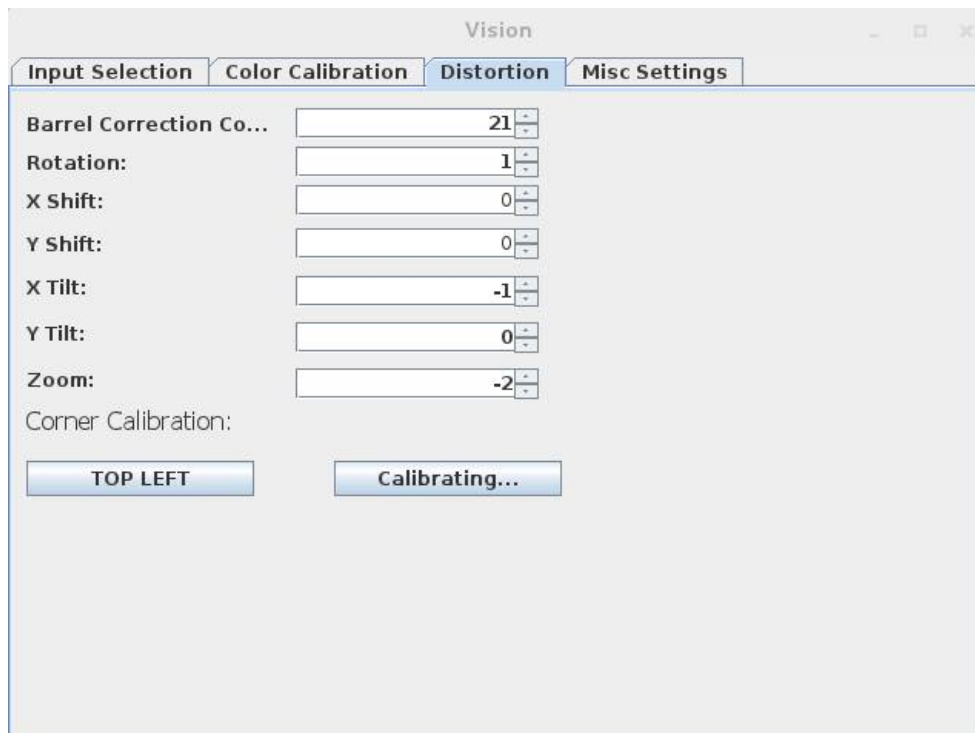 Vision
Input Selection Color Calibration Distortion Misc Settings
Barrel Correction Co... 21
Rotation: 1
X Shift: 0
Y Shift: 0
X Tilt: -1
Y Tilt: 0
Zoom: -2
Corner Calibration:
TOP LEFT Calibrating...